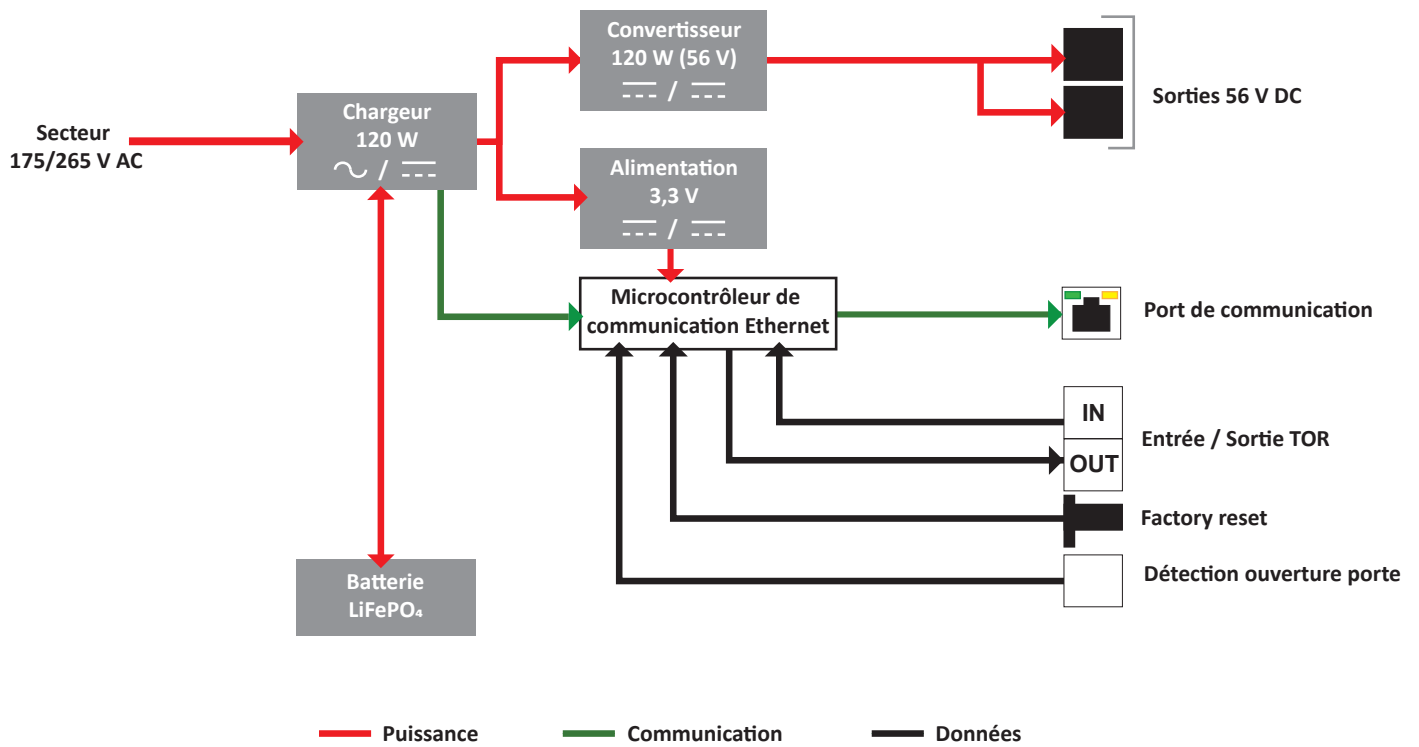 Convertisseur
120 W (56 V)
/
Sorties 56 V DC
Secteur
175/265 V AC
Chargeur
120 W
/
Alimentation
3,3 V
/
Microcontrôleur de
communication Ethernet
Port de communication
IN
OUT
Entrée / Sortie TOR
Factory reset
Détection ouverture porte
Batterie
LiFePO₄
Puissance
Communication
Données